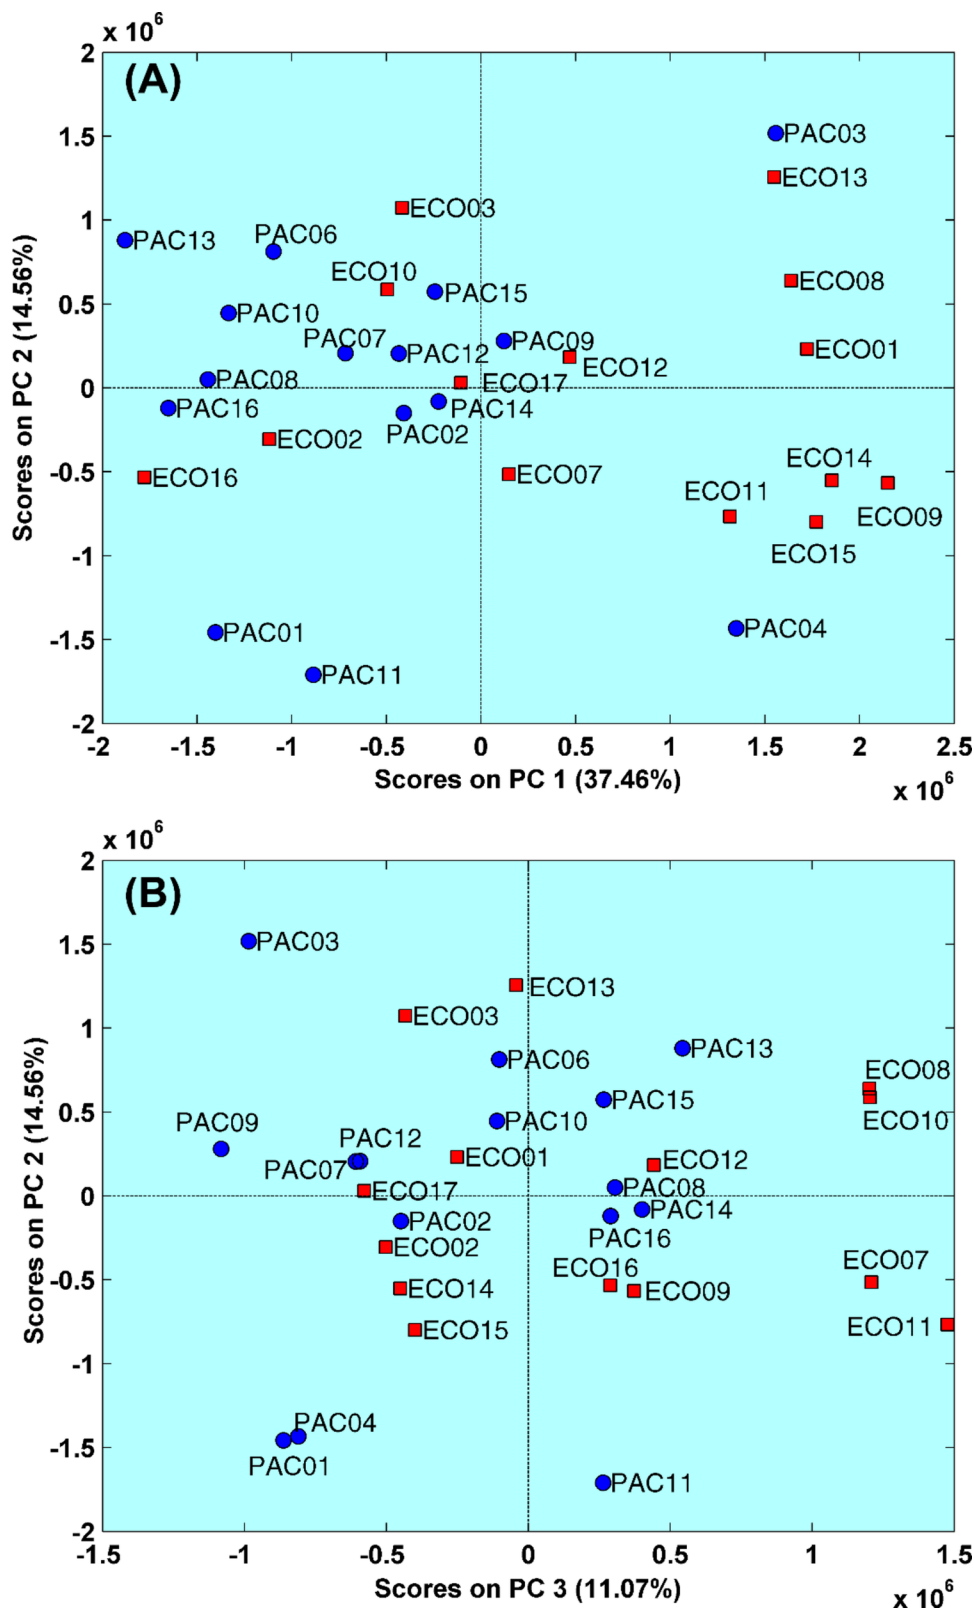 x 10^6
2
(A)
PAC03
1.5
ECO13
ECO03
PAC13
PAC06
1
ECO10
ECO08
PAC15
0.5
PAC10
PAC07
PAC12
PAC09
ECO12
ECO01
PAC08
ECO17
0
PAC16
PAC14
PAC02
ECO02
ECO16
ECO07
ECO14
-0.5
ECO11
ECO09
ECO15
-1
PAC01
PAC04
-1.5
PAC11
-2
Scores on PC 2 (14.56%)
-2 -1.5 -1 -0.5 0 0.5 1 1.5 2 2.5
Scores on PC 1 (37.46%)
x 10^6
x 10^6
2
(B)
PAC03
1.5
ECO13
ECO03
PAC06
PAC13
1
ECO08
PAC15
ECO10
0.5
PAC10
PAC09
PAC12
PAC07
ECO01
ECO12
ECO17
PAC08
0
PAC02
PAC14
PAC16
ECO02
ECO16
ECO07
ECO14
ECO09
-0.5
ECO15
ECO11
-1
PAC04
PAC01
-1.5
PAC11
-2
Scores on PC 2 (14.56%)
-1.5 -1 -0.5 0 0.5 1 1.5
Scores on PC 3 (11.07%)
x 10^6